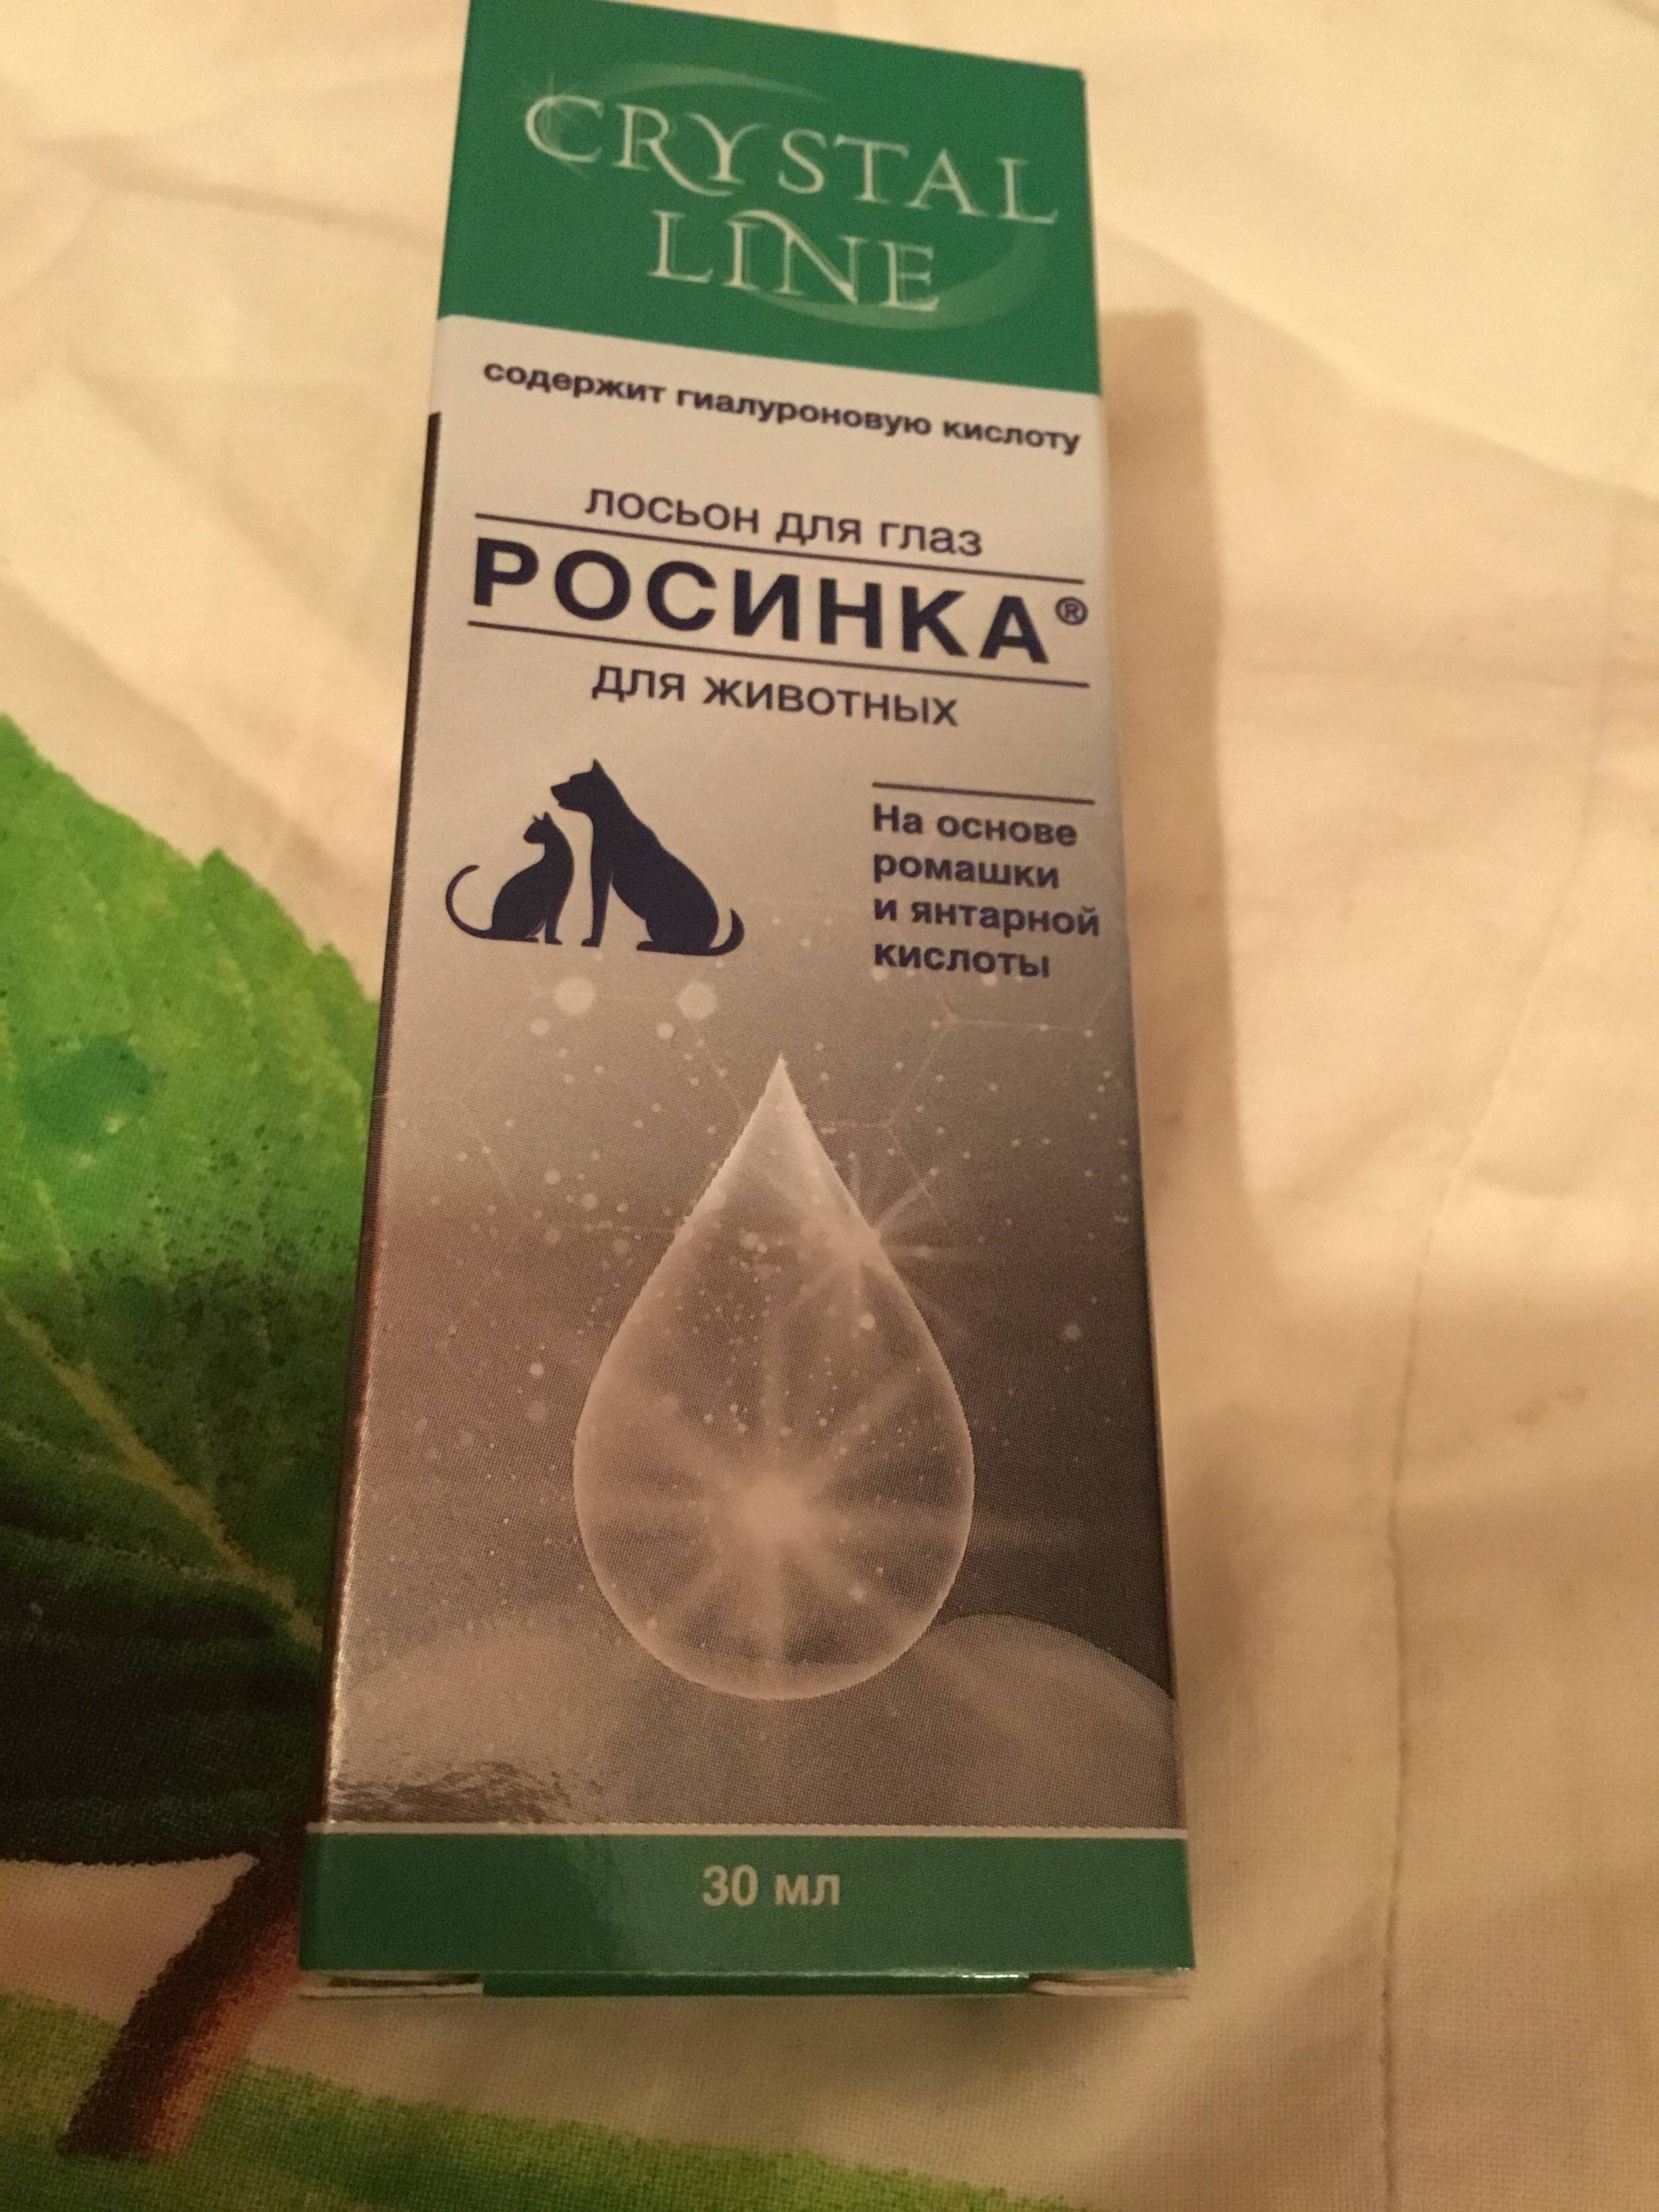 CRYSTAL
LINE
содержит гиалуроновую кислоту
лосьон для глаз
РОСИНКА®
для животных
На основе
ромашки
и янтарной
кислоты
30 мл